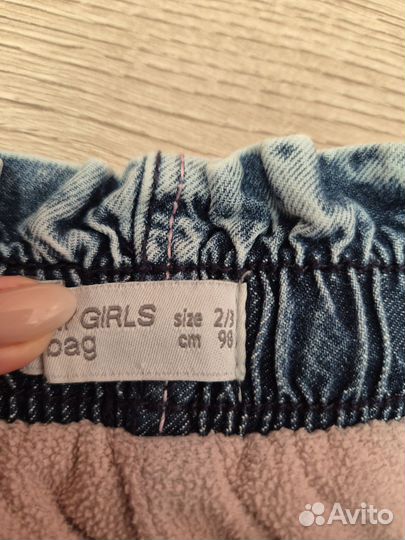 GIRLS size 2/3
bag cm 98
Avito